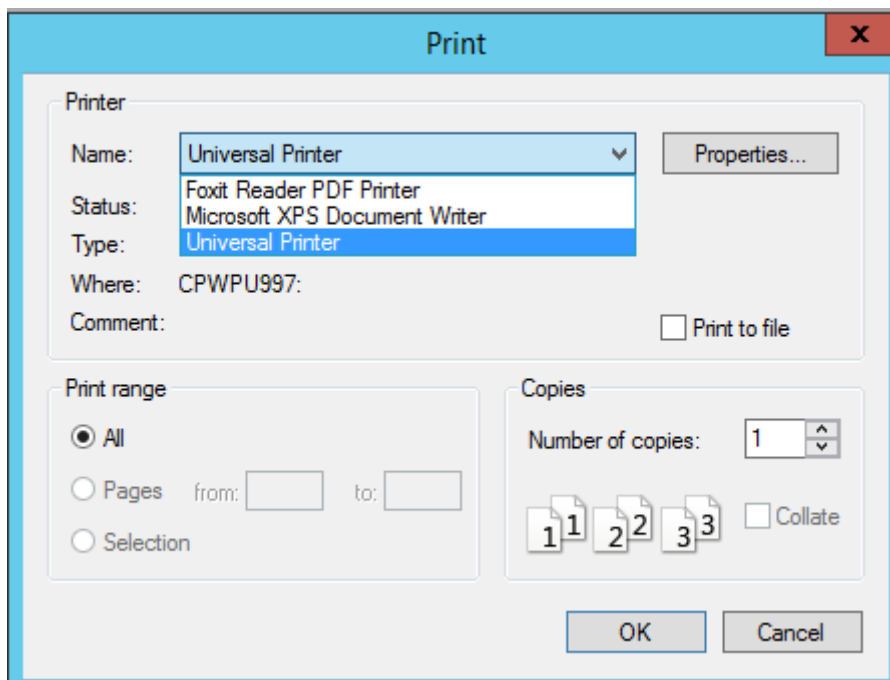 Print
x
Printer
Name: Universal Printer Properties...
Foxit Reader PDF Printer
Status: Microsoft XPS Document Writer
Type: Universal Printer
Where: CPWPU997:
Comment: Print to file
Print range Copies
All Number of copies: 1
Pages from: to:
1 1 2 2 3 3 Collate
Selection
OK Cancel